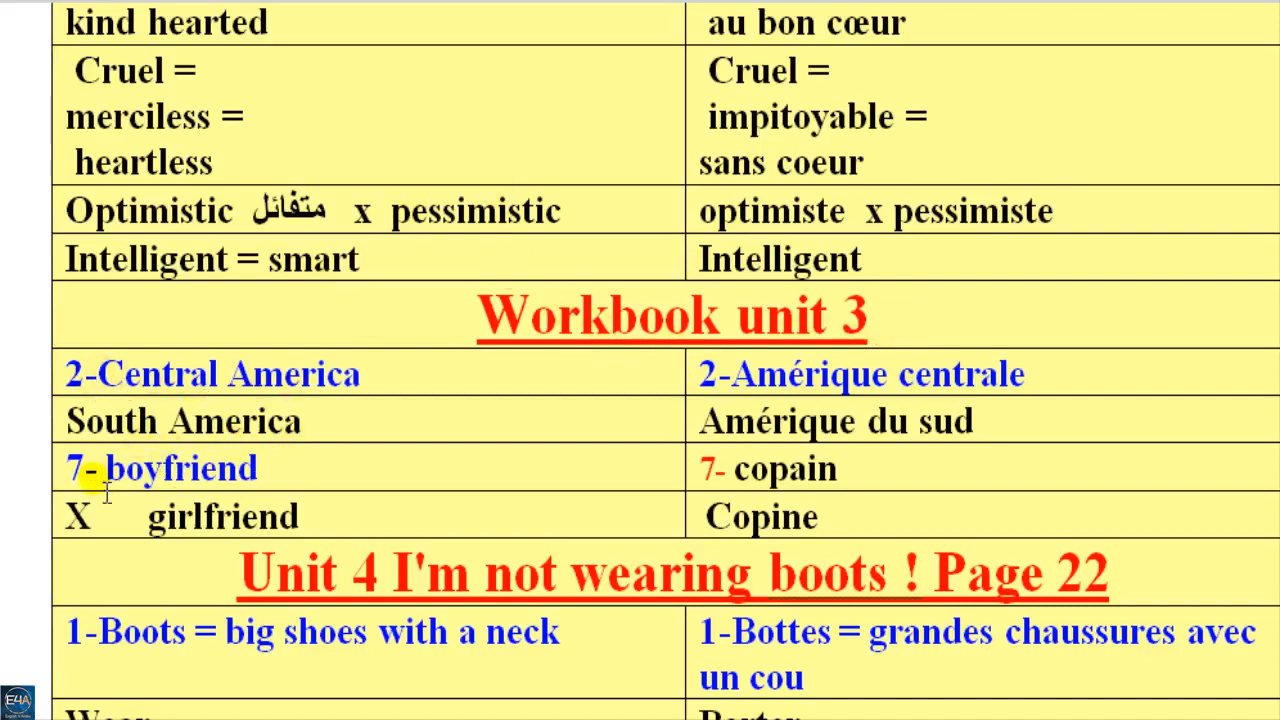 kind hearted
au bon cœur
Cruel =
merciless =
heartless
Cruel =
impitoyable =
sans coeur
Optimistic متفائل x pessimistic
optimiste x pessimiste
Intelligent = smart
Intelligent
Workbook unit 3
2-Central America
2-Amérique centrale
South America
Amérique du sud
7- boyfriend
7- copain
X girlfriend
Copine
Unit 4 I'm not wearing boots ! Page 22
1-Boots = big shoes with a neck
1-Bottes = grandes chaussures avec
un cou
Wear
Porter
E4A